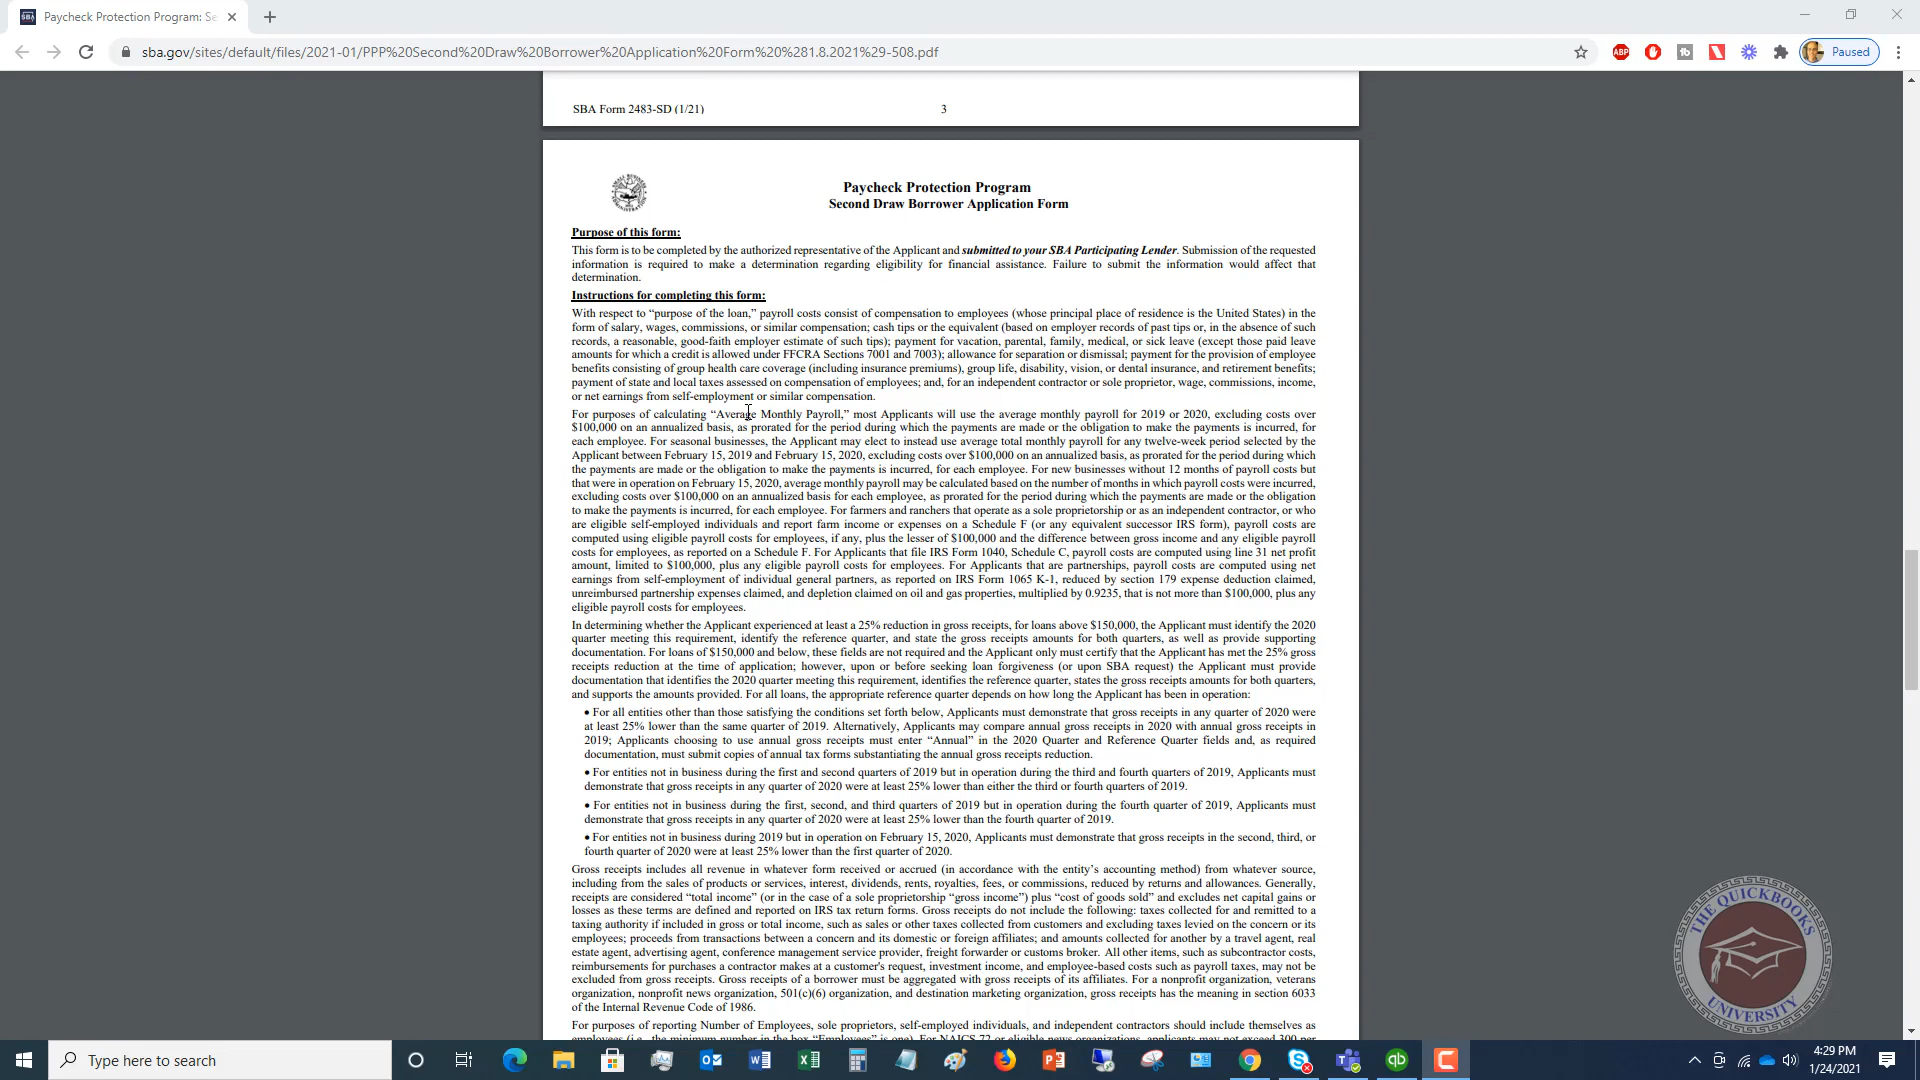 Paycheck Protection Program: Se
sba.gov/sites/default/files/2021-01/PPP%20Second%20Draw%20Borrower%20Application%20Form%20%281.8.2021%29-508.pdf
ABP
Paused
SBA Form 2483-SD (1/21)
3
Paycheck Protection Program
Second Draw Borrower Application Form
Purpose of this form:
This form is to be completed by the authorized representative of the Applicant and submitted to your SBA Participating Lender. Submission of the requested
information is required to make a determination regarding eligibility for financial assistance. Failure to submit the information would affect that
determination.
Instructions for completing this form:
With respect to “purpose of the loan,” payroll costs consist of compensation to employees (whose principal place of residence is the United States) in the
form of salary, wages, commissions, or similar compensation; cash tips or the equivalent (based on employer records of past tips or, in the absence of such
records, a reasonable, good-faith employer estimate of such tips); payment for vacation, parental, family, medical, or sick leave (except those paid leave
amounts for which a credit is allowed under FFCRA Sections 7001 and 7003); allowance for separation or dismissal; payment for the provision of employee
benefits consisting of group health care coverage (including insurance premiums), group life, disability, vision, or dental insurance, and retirement benefits;
payment of state and local taxes assessed on compensation of employees; and, for an independent contractor or sole proprietor, wage, commissions, income,
or net earnings from self-employment or similar compensation.
For purposes of calculating “Average Monthly Payroll,” most Applicants will use the average monthly payroll for 2019 or 2020, excluding costs over
$100,000 on an annualized basis, as prorated for the period during which the payments are made or the obligation to make the payments is incurred, for
each employee. For seasonal businesses, the Applicant may elect to instead use average total monthly payroll for any twelve-week period selected by the
Applicant between February 15, 2019 and February 15, 2020, excluding costs over $100,000 on an annualized basis, as prorated for the period during which
the payments are made or the obligation to make the payments is incurred, for each employee. For new businesses without 12 months of payroll costs but
that were in operation on February 15, 2020, average monthly payroll may be calculated based on the number of months in which payroll costs were incurred,
excluding costs over $100,000 on an annualized basis for each employee, as prorated for the period during which the payments are made or the obligation
to make the payments is incurred, for each employee. For farmers and ranchers that operate as a sole proprietorship or as an independent contractor, or who
are eligible self-employed individuals and report farm income or expenses on a Schedule F (or any equivalent successor IRS form), payroll costs are
computed using eligible payroll costs for employees, if any, plus the lesser of $100,000 and the difference between gross income and any eligible payroll
costs for employees, as reported on a Schedule F. For Applicants that file IRS Form 1040, Schedule C, payroll costs are computed using line 31 net profit
amount, limited to $100,000, plus any eligible payroll costs for employees. For Applicants that are partnerships, payroll costs are computed using net
earnings from self-employment of individual general partners, as reported on IRS Form 1065 K-1, reduced by section 179 expense deduction claimed,
unreimbursed partnership expenses claimed, and depletion claimed on oil and gas properties, multiplied by 0.9235, that is not more than $100,000, plus any
eligible payroll costs for employees.
In determining whether the Applicant experienced at least a 25% reduction in gross receipts, for loans above $150,000, the Applicant must identify the 2020
quarter meeting this requirement, identify the reference quarter, and state the gross receipts amounts for both quarters, as well as provide supporting
documentation. For loans of $150,000 and below, these fields are not required and the Applicant only must certify that the Applicant has met the 25% gross
receipts reduction at the time of application; however, upon or before seeking loan forgiveness (or upon SBA request) the Applicant must provide
documentation that identifies the 2020 quarter meeting this requirement, identifies the reference quarter, states the gross receipts amounts for both quarters,
and supports the amounts provided. For all loans, the appropriate reference quarter depends on how long the Applicant has been in operation:
• For all entities other than those satisfying the conditions set forth below, Applicants must demonstrate that gross receipts in any quarter of 2020 were
at least 25% lower than the same quarter of 2019. Alternatively, Applicants may compare annual gross receipts in 2020 with annual gross receipts in
2019; Applicants choosing to use annual gross receipts must enter “Annual” in the 2020 Quarter and Reference Quarter fields and, as required
documentation, must submit copies of annual tax forms substantiating the annual gross receipts reduction.
• For entities not in business during the first and second quarters of 2019 but in operation during the third and fourth quarters of 2019, Applicants must
demonstrate that gross receipts in any quarter of 2020 were at least 25% lower than either the third or fourth quarters of 2019.
• For entities not in business during the first, second, and third quarters of 2019 but in operation during the fourth quarter of 2019, Applicants must
demonstrate that gross receipts in any quarter of 2020 were at least 25% lower than the fourth quarter of 2019.
• For entities not in business during 2019 but in operation on February 15, 2020, Applicants must demonstrate that gross receipts in the second, third, or
fourth quarter of 2020 were at least 25% lower than the first quarter of 2020.
Gross receipts includes all revenue in whatever form received or accrued (in accordance with the entity’s accounting method) from whatever source,
including from the sales of products or services, interest, dividends, rents, royalties, fees, or commissions, reduced by returns and allowances. Generally,
receipts are considered “total income” (or in the case of a sole proprietorship “gross income”) plus “cost of goods sold” and excludes net capital gains or
losses as these terms are defined and reported on IRS tax return forms. Gross receipts do not include the following: taxes collected for and remitted to a
taxing authority if included in gross or total income, such as sales or other taxes collected from customers and excluding taxes levied on the concern or its
employees; proceeds from transactions between a concern and its domestic or foreign affiliates; and amounts collected for another by a travel agent, real
estate agent, advertising agent, conference management service provider, freight forwarder or customs broker. All other items, such as subcontractor costs,
reimbursements for purchases a contractor makes at a customer's request, investment income, and employee-based costs such as payroll taxes, may not be
excluded from gross receipts. Gross receipts of a borrower must be aggregated with gross receipts of its affiliates. For a nonprofit organization, veterans
organization, nonprofit news organization, 501(c)(6) organization, and destination marketing organization, gross receipts has the meaning in section 6033
of the Internal Revenue Code of 1986.
For purposes of reporting Number of Employees, sole proprietors, self-employed individuals, and independent contractors should include themselves as
employees (i.e., the minimum number in the box “Employees” is one). For NAICS 72 or eligible news organizations, applicants may not exceed 300 per
THE QUICKBOOKS
UNIVERSITY
Type here to search
4:29 PM
1/24/2021